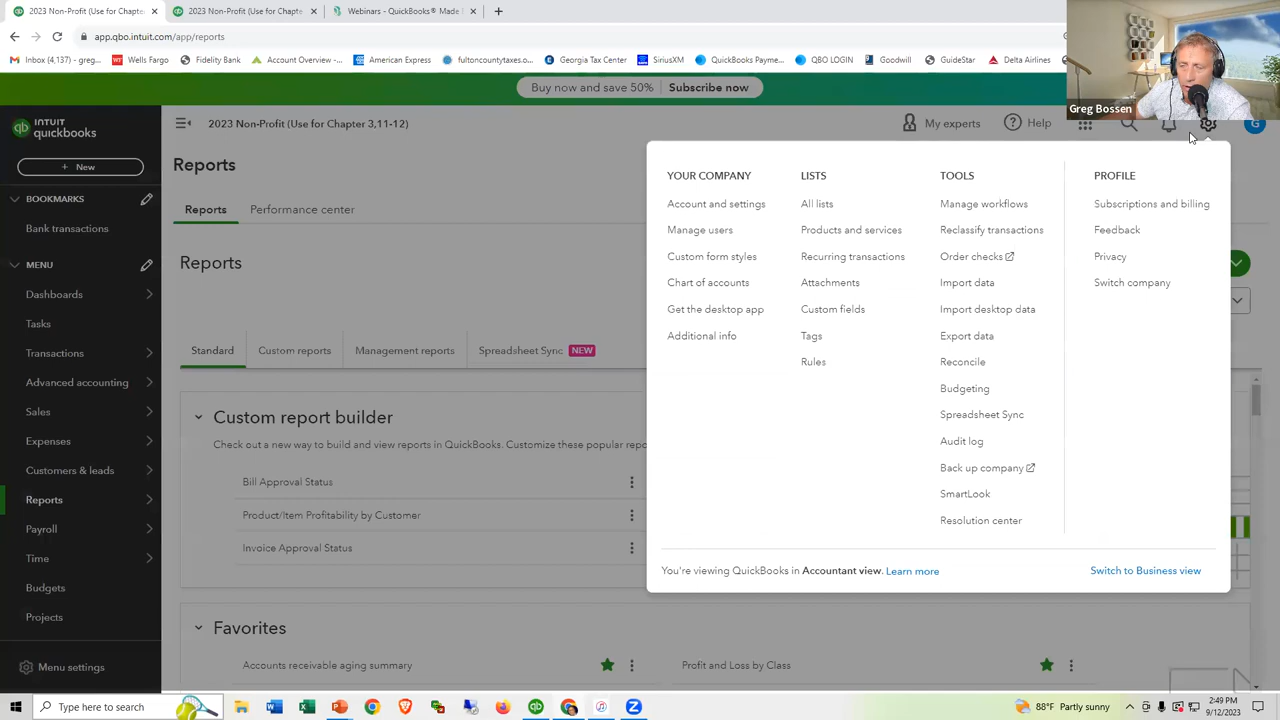 2023 Non-Profit (Use for Chapte
2023 Non-Profit (Use for Chapte
Webinars - QuickBooks® Made
app.qbo.intuit.com/app/reports
Inbox (4,137) - greg...
Wells Fargo
Fidelity Bank
Account Overview -...
American Express
fultoncountytaxes.o...
Georgia Tax Center
SiriusXM
QuickBooks Payme...
QBO LOGIN
Goodwill
GuideStar
Delta Airlines
Greg Bossen
Buy now and save 50% Subscribe now
INTUIT
quickbooks
2023 Non-Profit (Use for Chapter 3,11-12)
My experts
Help
G
+ New
BOOKMARKS
Bank transactions
MENU
Dashboards
Tasks
Transactions
Advanced accounting
Sales
Expenses
Customers & leads
Reports
Payroll
Time
Budgets
Projects
Menu settings
Reports
Reports
Performance center
Reports
Standard
Custom reports
Management reports
Spreadsheet Sync NEW
Custom report builder
Check out a new way to build and view reports in QuickBooks. Customize these popular repo
Bill Approval Status
Product/Item Profitability by Customer
Invoice Approval Status
Favorites
Accounts receivable aging summary
Profit and Loss by Class
YOUR COMPANY
Account and settings
Manage users
Custom form styles
Chart of accounts
Get the desktop app
Additional info
LISTS
All lists
Products and services
Recurring transactions
Attachments
Custom fields
Tags
Rules
TOOLS
Manage workflows
Reclassify transactions
Order checks
Import data
Import desktop data
Export data
Reconcile
Budgeting
Spreadsheet Sync
Audit log
Back up company
SmartLook
Resolution center
PROFILE
Subscriptions and billing
Feedback
Privacy
Switch company
You're viewing QuickBooks in Accountant view. Learn more
Switch to Business view
Type here to search
88°F Partly sunny
2:49 PM
9/12/2023